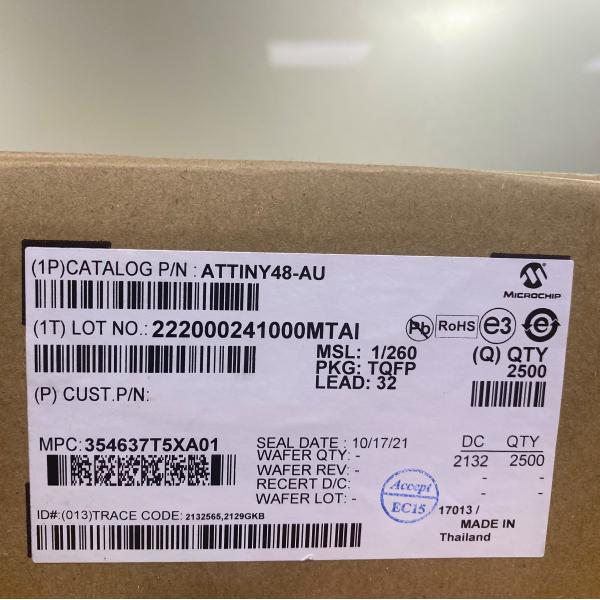 (1P)CATALOG P/N : ATTINY48-AU
MICROCHIP
(1T) LOT NO.: 222000241000MTAI
Pb RoHS e3 e
MSL: 1/260
PKG: TQFP
LEAD: 32
(Q) QTY
2500
(P) CUST.P/N:
MPC: 354637T5XA01
SEAL DATE : 10/17/21
WAFER QTY: -
WAFER REV: -
RECERT D/C: -
WAFER LOT: -
DC QTY
2132 2500
- -
- -
Accept
EC15
17013 /
MADE IN
Thailand
ID#:(013)TRACE CODE: 2132565,2129GKB